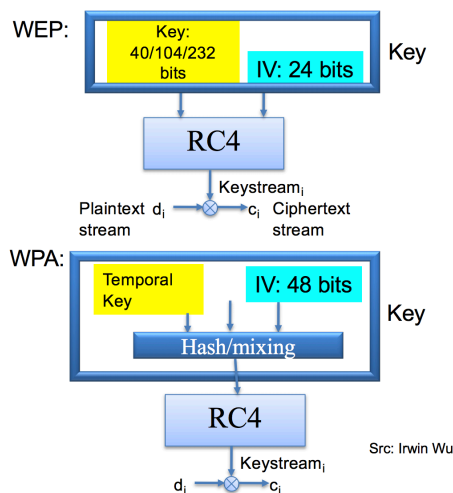 WEP:
Key:
40/104/232
bits
IV: 24 bits
Key
RC4
Keystreamᵢ
Plaintext dᵢ
stream
cᵢ Ciphertext
stream
WPA:
Temporal
Key
IV: 48 bits
Key
Hash/mixing
RC4
Src: Irwin Wu
Keystreamᵢ
dᵢ cᵢ